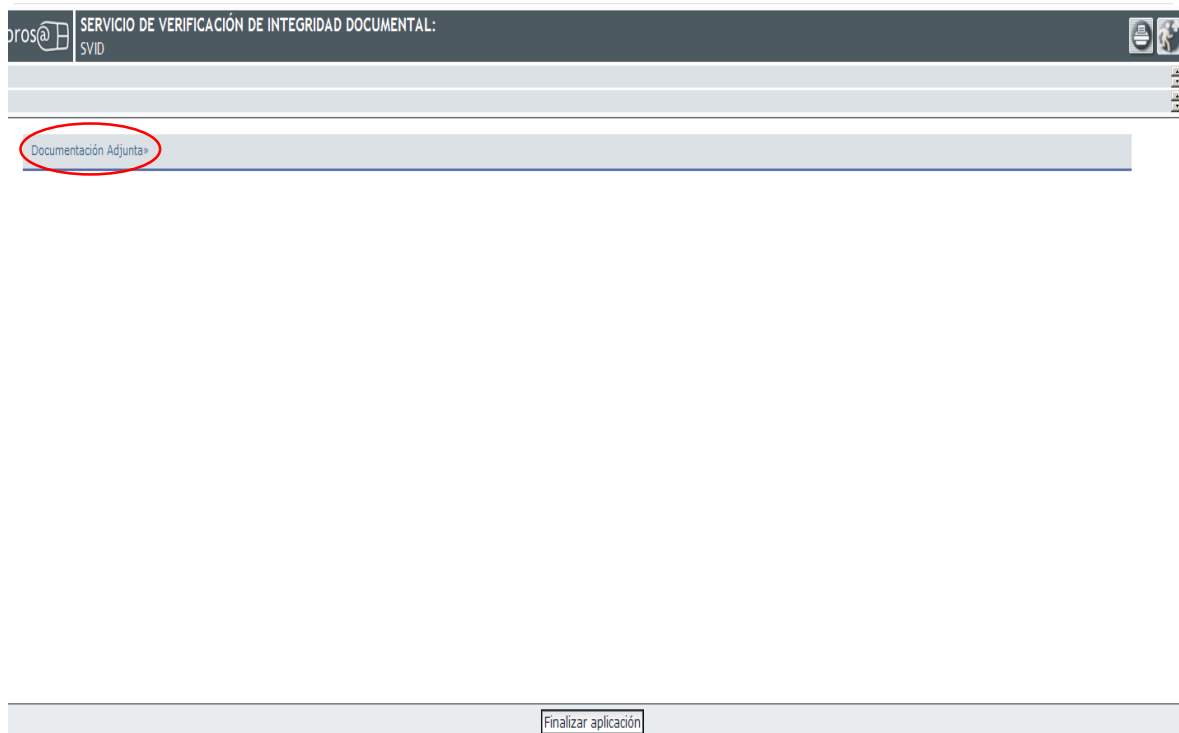 SERVICIO DE VERIFICACIÓN DE INTEGRIDAD DOCUMENTAL:
pros@ SVID
Documentación Adjunta»
Finalizar aplicación